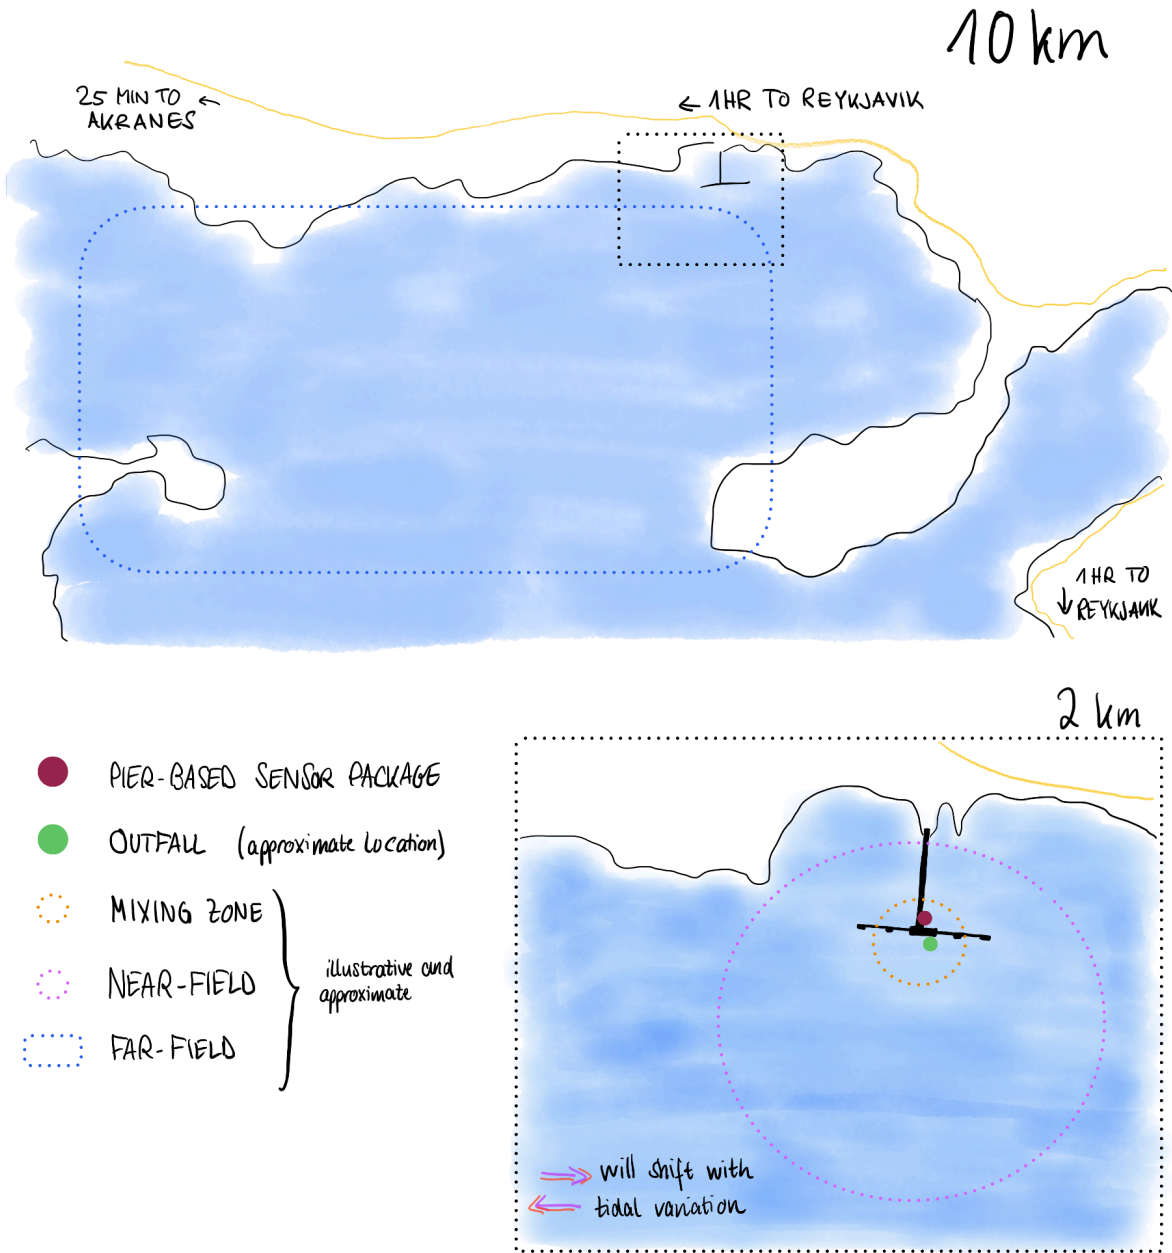 10 km
25 MIN TO
AKRANES
1HR TO REYKJAVIK
1HR TO
REYKJAVIK
2 km
PIER-BASED SENSOR PACKAGE
OUTFALL (approximate location)
MIXING ZONE
NEAR-FIELD
FAR-FIELD
illustrative and
approximate
will shift with
tidal variation